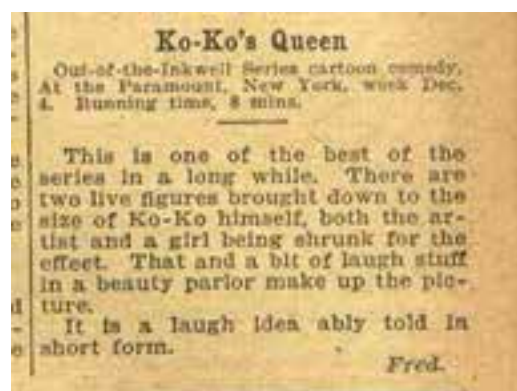 Ko-Ko's Queen
Out-of-the-Inkwell Series cartoon comedy.
At the Paramount, New York, week Dec.
4. Running time, 8 mins.
This is one of the best of the
series in a long while. There are
two live figures brought down to the
size of Ko-Ko himself, both the ar-
tist and a girl being shrunk for the
effect. That and a bit of laugh stuff
in a beauty parlor make up the pic-
ture.
It is a laugh idea ably told in
short form.
Fred.